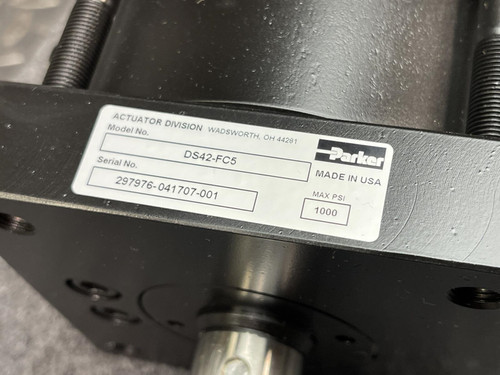 ACTUATOR DIVISION WADSWORTH, OH 44281
Model No.
DS42-FC5
Parker
MADE IN USA
Serial No.
297976-041707-001
MAX PSI
1000